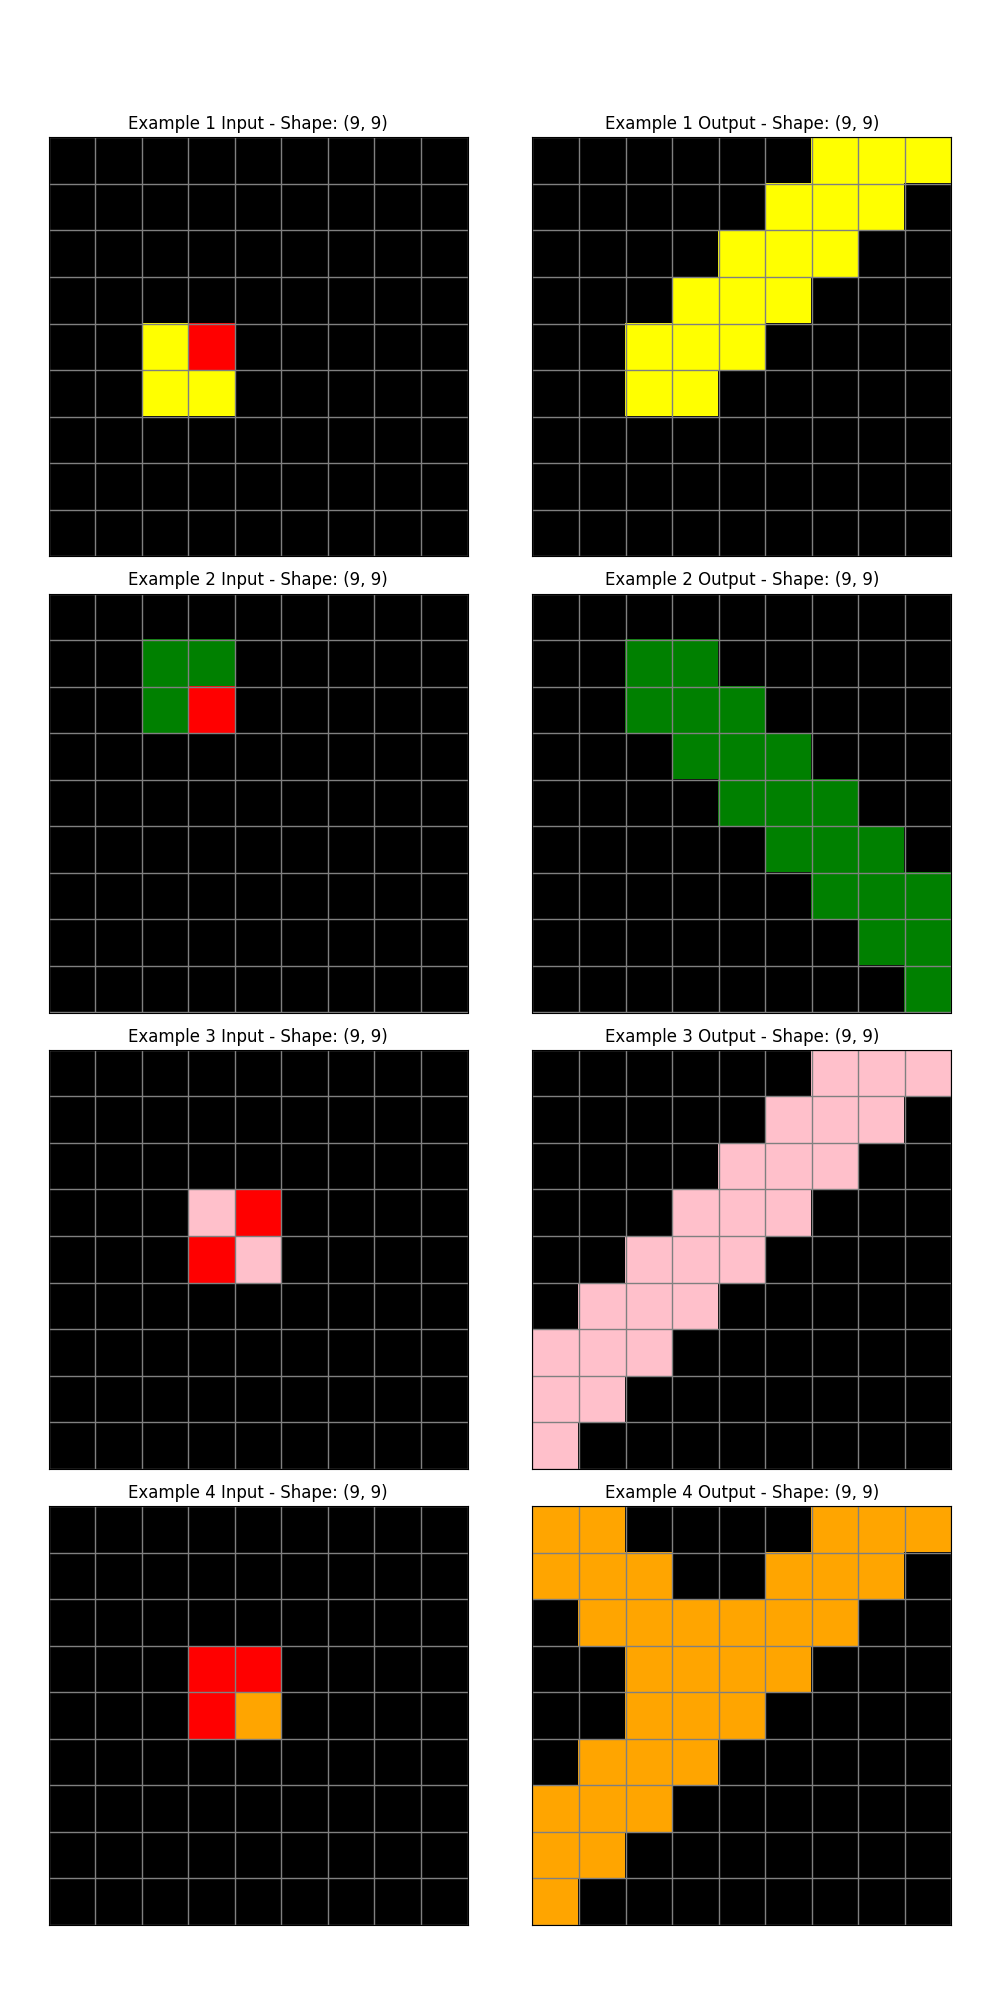 Example 1 Input - Shape: (9, 9)
Example 1 Output - Shape: (9, 9)
Example 2 Input - Shape: (9, 9)
Example 2 Output - Shape: (9, 9)
Example 3 Input - Shape: (9, 9)
Example 3 Output - Shape: (9, 9)
Example 4 Input - Shape: (9, 9)
Example 4 Output - Shape: (9, 9)